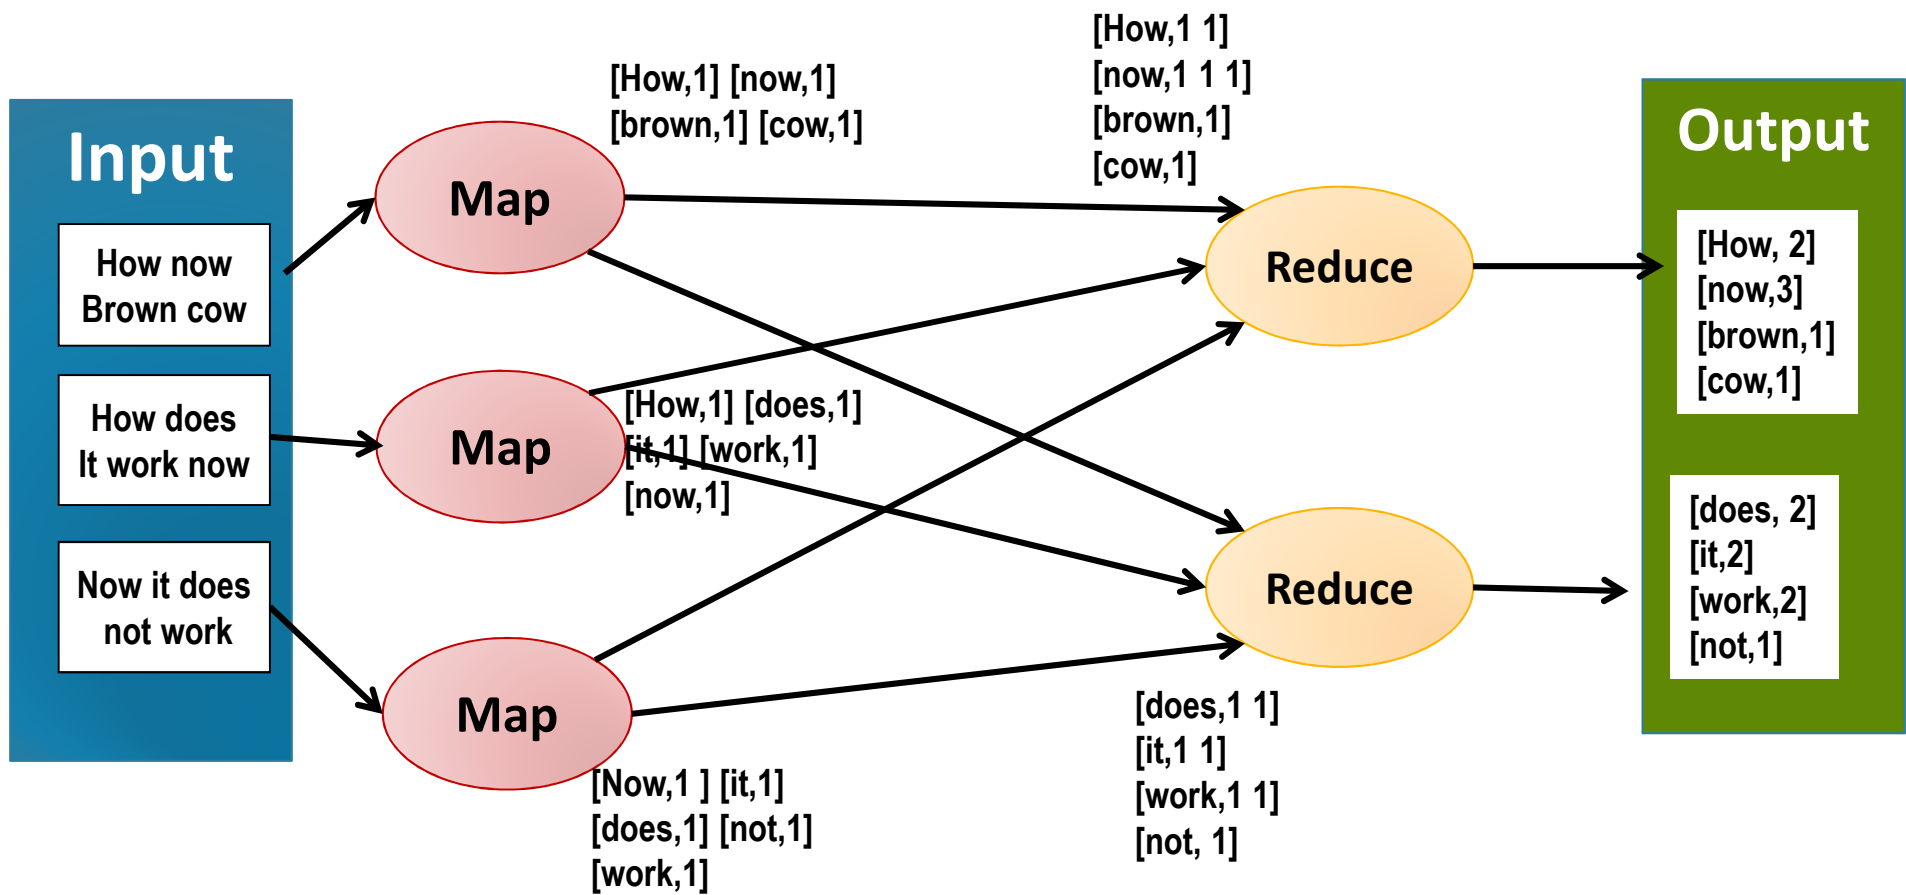 Input
How now
Brown cow
How does
It work now
Now it does
not work
Map
[How,1] [now,1]
[brown,1] [cow,1]
Map
[How,1] [does,1]
[it,1] [work,1]
[now,1]
Map
[Now,1 ] [it,1]
[does,1] [not,1]
[work,1]
[How,1 1]
[now,1 1 1]
[brown,1]
[cow,1]
Reduce
Reduce
[does,1 1]
[it,1 1]
[work,1 1]
[not, 1]
Output
[How, 2]
[now,3]
[brown,1]
[cow,1]
[does, 2]
[it,2]
[work,2]
[not,1]